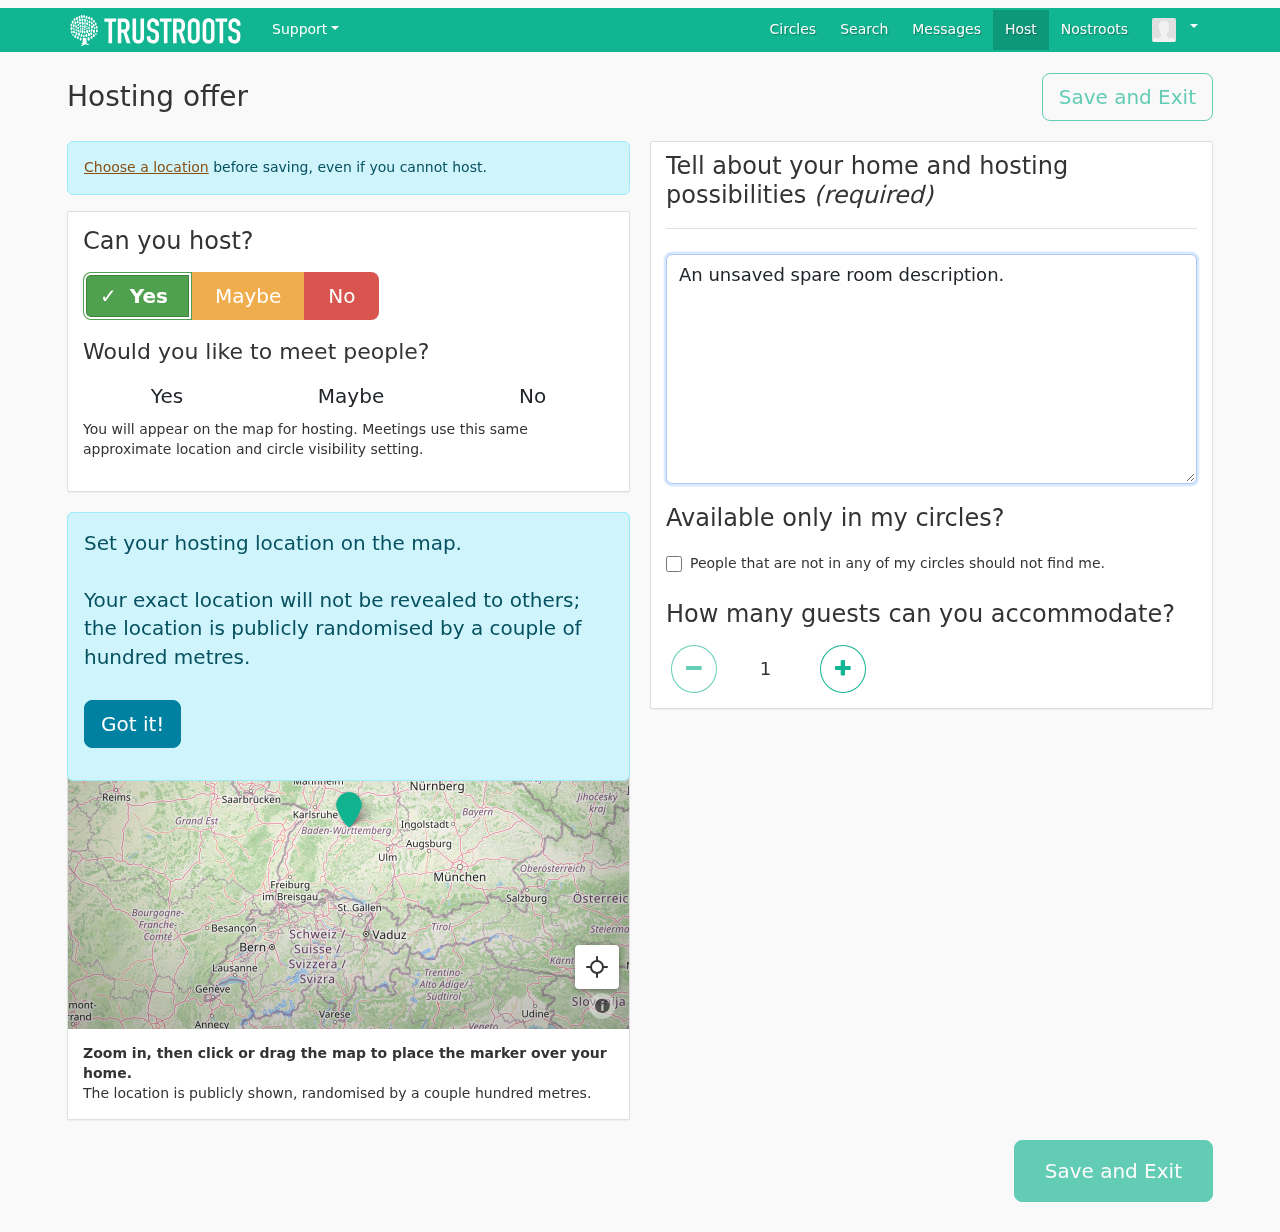 TRUSTROOTS
Support
Circles
Search
Messages
Host
Nostroots
Hosting offer
Save and Exit
Choose a location before saving, even if you cannot host.
Can you host?
✓ Yes
Maybe
No
Would you like to meet people?
Yes
Maybe
No
You will appear on the map for hosting. Meetings use this same
approximate location and circle visibility setting.
Set your hosting location on the map.
Your exact location will not be revealed to others;
the location is publicly randomised by a couple of
hundred metres.
Got it!
Nürnberg
Reims
Saarbrücken
Jihočeský
kraj
Grand Est
Karlsruhe
Bayern
Baden-Württemberg
Ingolstadt
Augsburg
Ulm
München
Oberösterreich
Freiburg
im Breisgau
Salzburg
St. Gallen
Bourgogne-
Franche-
Comté
Besançon
Schweiz /
Suisse /
Svizzera /
Svizra
Vaduz
Tirol
Bern
Lausanne
Trentino-
Alto Adige/
Südtirol
Genève
Annecy
Varese
Udine
Zoom in, then click or drag the map to place the marker over your
home.
The location is publicly shown, randomised by a couple hundred metres.
Tell about your home and hosting
possibilities (required)
An unsaved spare room description.
Available only in my circles?
People that are not in any of my circles should not find me.
How many guests can you accommodate?
1
Save and Exit